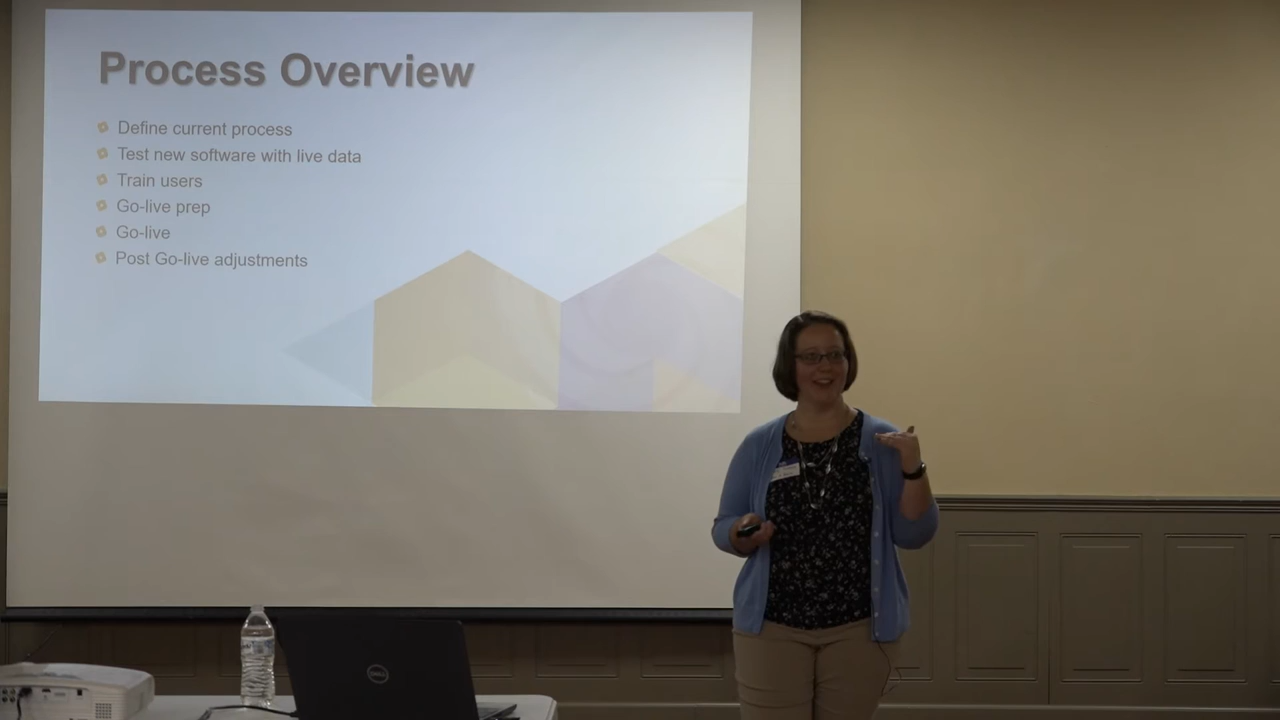 Process Overview
Define current process
Test new software with live data
Train users
Go-live prep
Go-live
Post Go-live adjustments
DELL